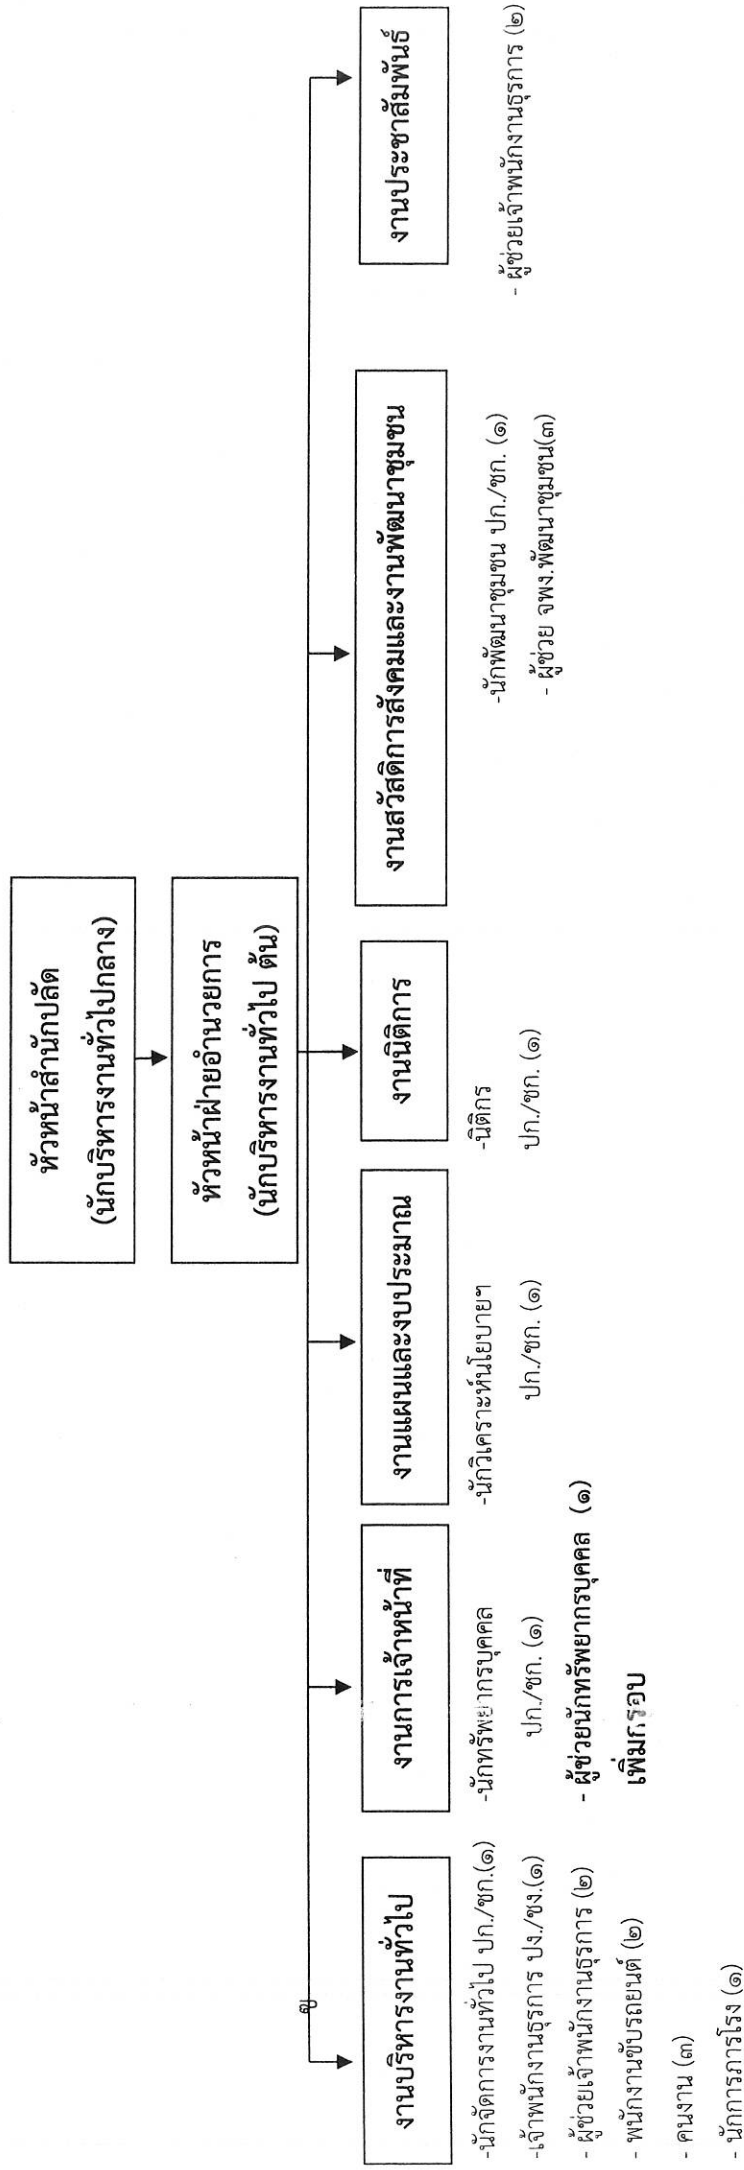 หัวหน้าสำนักปลัด
(นักบริหารงานทั่วไปกลาง)
หัวหน้าฝ่ายอำนวยการ
(นักบริหารงานทั่วไป ต้น)
ฃ
งานบริหารงานทั่วไป
-นักจัดการงานทั่วไป ปก./ชก.(๑)
-เจ้าพนักงานธุรการ ปง./ชง.(๑)
- ผู้ช่วยเจ้าพนักงานธุรการ (๒)
- พนักงานขับรถยนต์ (๒)
- คนงาน (๓)
- นักการภารโรง (๑)
งานการเจ้าหน้าที่
-นักทรัพยากรบุคคล
ปก./ชก. (๑)
- ผู้ช่วยนักทรัพยากรบุคคล (๑)
เพิ่มกรอบ
งานแผนและงบประมาณ
-นักวิเคราะห์นโยบายฯ
ปก./ชก. (๑)
งานนิติการ
-นิติกร
ปก./ชก. (๑)
งานสวัสดิการสังคมและงานพัฒนาชุมชน
-นักพัฒนาชุมชน ปก./ชก. (๑)
- ผู้ช่วย จพง.พัฒนาชุมชน(๓)
งานประชาสัมพันธ์
- ผู้ช่วยเจ้าพนักงานธุรการ (๒)